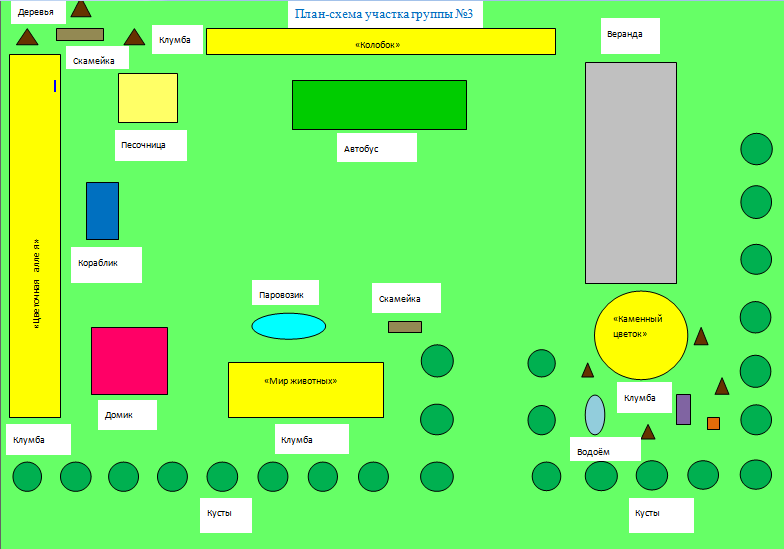 Деревья
План-схема участка группы №3
Клумба
«Колобок»
Веранда
Скамейка
Песочница
Автобус
«Цветочная аллея»
Кораблик
Паровозик
Скамейка
«Каменный
цветок»
«Мир животных»
Клумба
Домик
Клумба
Клумба
Водоём
Кусты
Кусты